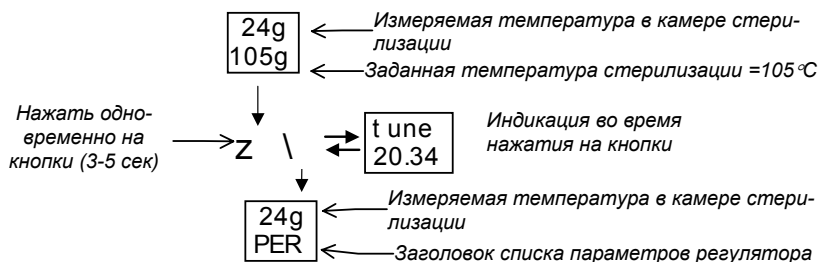 24g
105g
Измеряемая температура в камере стери-
лизации
Заданная температура стерилизации =105°С
Нажать одно-
временно на
кнопки (3-5 сек)
z \
t une
20.34
Индикация во время
нажатия на кнопки
24g
PER
Измеряемая температура в камере стери-
лизации
Заголовок списка параметров регулятора